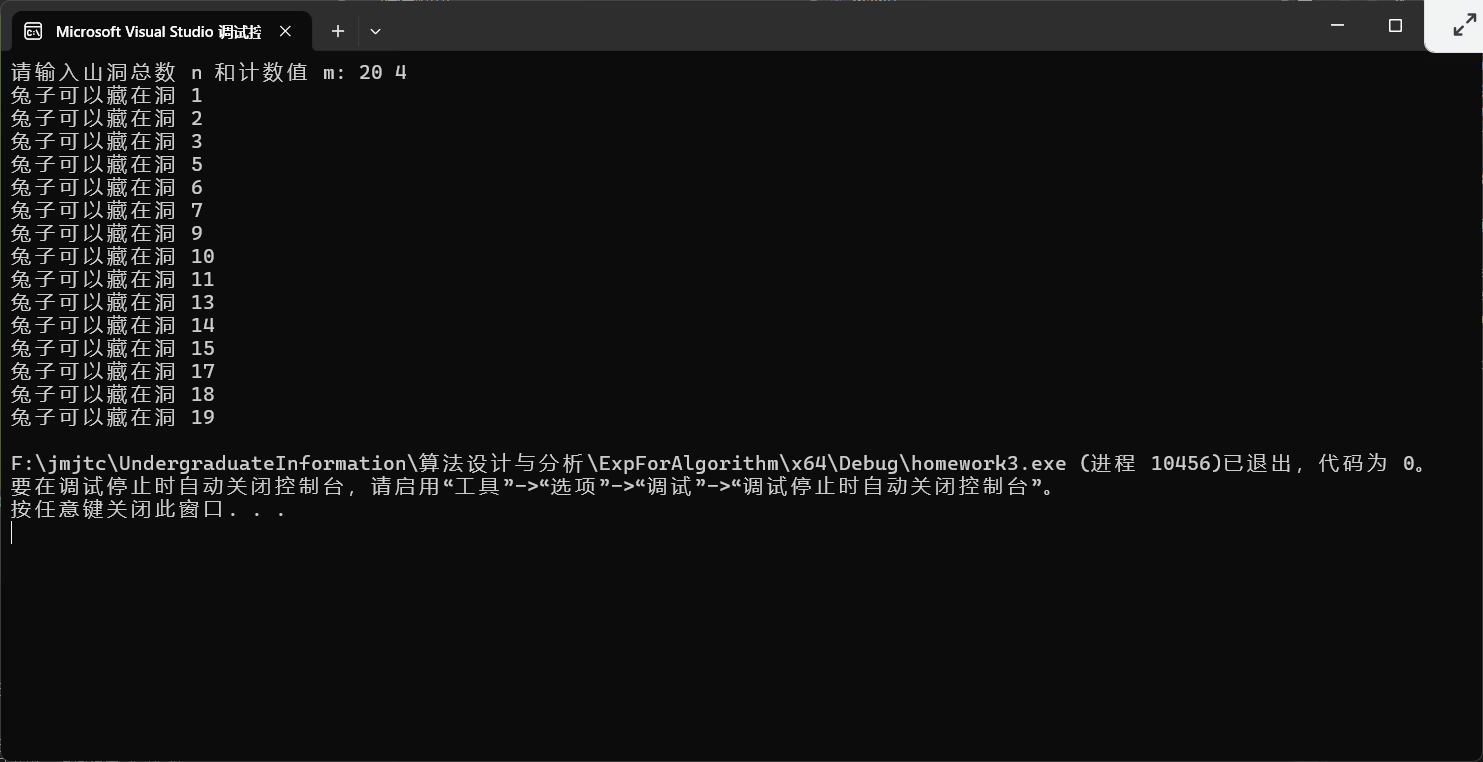 Microsoft Visual Studio 调试控
请输入山洞总数 n 和计数值 m: 20 4
兔子可以藏在洞 1
兔子可以藏在洞 2
兔子可以藏在洞 3
兔子可以藏在洞 5
兔子可以藏在洞 6
兔子可以藏在洞 7
兔子可以藏在洞 9
兔子可以藏在洞 10
兔子可以藏在洞 11
兔子可以藏在洞 13
兔子可以藏在洞 14
兔子可以藏在洞 15
兔子可以藏在洞 17
兔子可以藏在洞 18
兔子可以藏在洞 19
F:\jmjtc\UndergraduateInformation\算法设计与分析\ExpForAlgorithm\x64\Debug\homework3.exe (进程 10456)已退出，代码为 0。
要在调试停止时自动关闭控制台，请启用“工具”->“选项”->“调试”->“调试停止时自动关闭控制台”。
按任意键关闭此窗口. . .